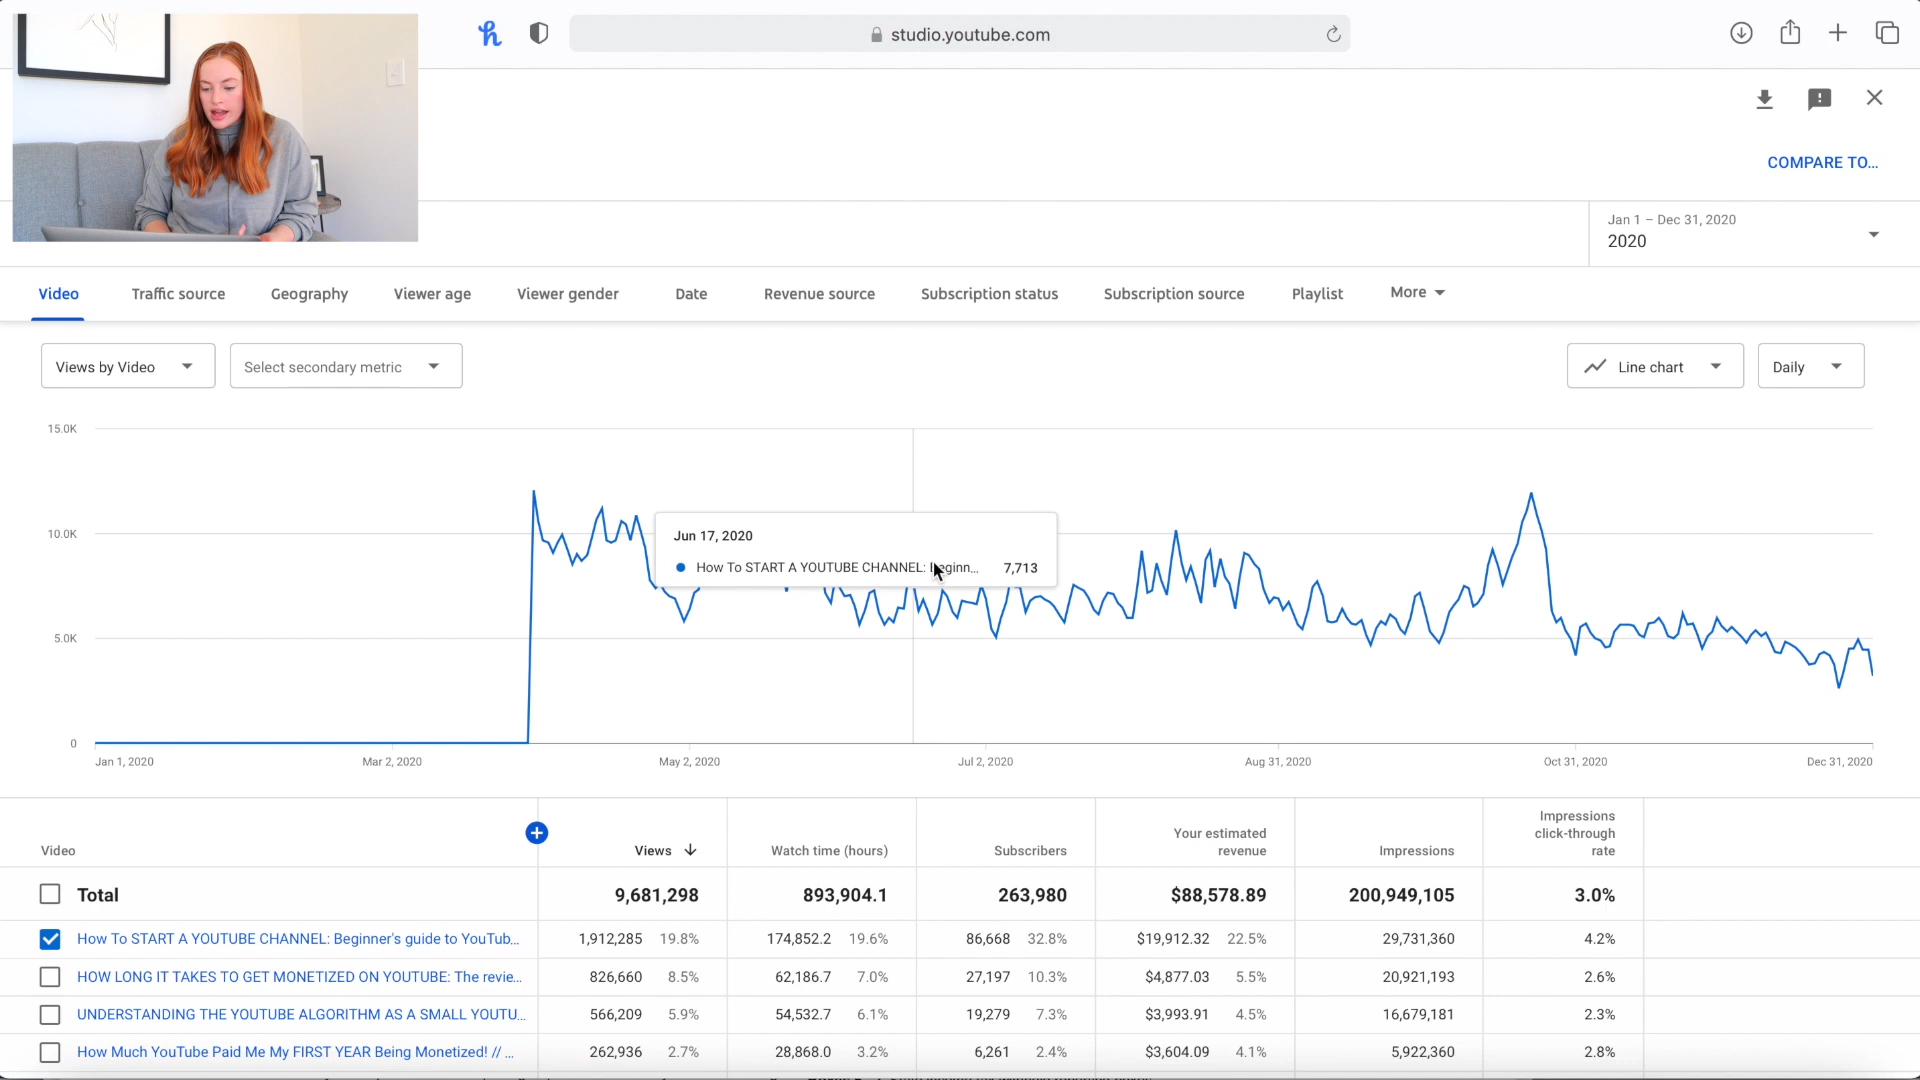 studio.youtube.com
COMPARE TO...
Jan 1 – Dec 31, 2020
2020
Video Traffic source Geography Viewer age Viewer gender Date Revenue source Subscription status Subscription source Playlist More
Views by Video Select secondary metric Line chart Daily
15.0K
10.0K
5.0K
0
Jun 17, 2020
How To START A YOUTUBE CHANNEL: Beginn... 7,713
Jan 1, 2020 Mar 2, 2020 May 2, 2020 Jul 2, 2020 Aug 31, 2020 Oct 31, 2020 Dec 31, 2020
Video Views Watch time (hours) Subscribers Your estimated revenue Impressions Impressions click-through rate
Total 9,681,298 893,904.1 263,980 $88,578.89 200,949,105 3.0%
How To START A YOUTUBE CHANNEL: Beginner's guide to YouTub... 1,912,285 19.8% 174,852.2 19.6% 86,668 32.8% $19,912.32 22.5% 29,731,360 4.2%
HOW LONG IT TAKES TO GET MONETIZED ON YOUTUBE: The revie... 826,660 8.5% 62,186.7 7.0% 27,197 10.3% $4,877.03 5.5% 20,921,193 2.6%
UNDERSTANDING THE YOUTUBE ALGORITHM AS A SMALL YOUTU... 566,209 5.9% 54,532.7 6.1% 19,279 7.3% $3,993.91 4.5% 16,679,181 2.3%
How Much YouTube Paid Me My FIRST YEAR Being Monetized! // ... 262,936 2.7% 28,868.0 3.2% 6,261 2.4% $3,604.09 4.1% 5,922,360 2.8%